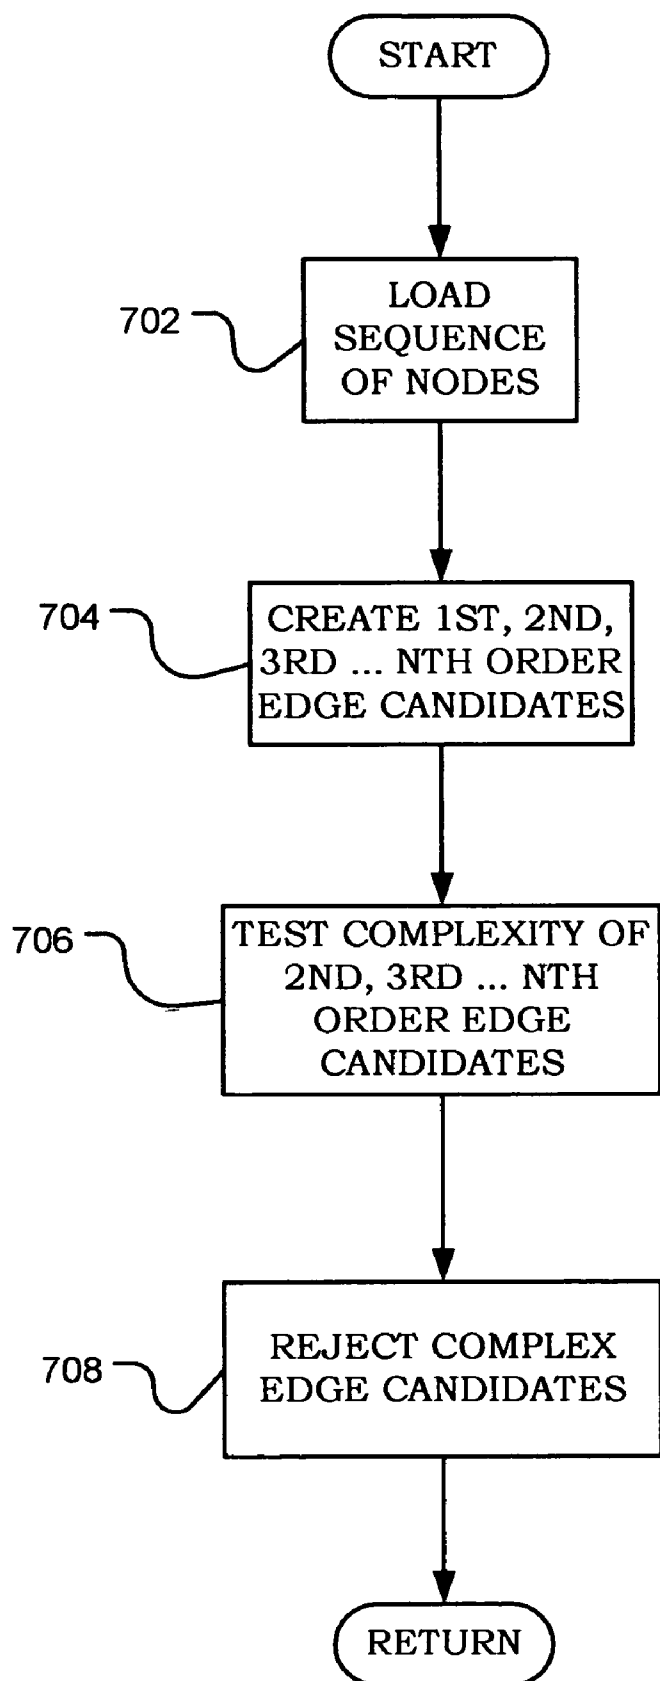 START
702
LOAD
SEQUENCE
OF NODES
704
CREATE 1ST, 2ND,
3RD ... NTH ORDER
EDGE CANDIDATES
706
TEST COMPLEXITY OF
2ND, 3RD ... NTH
ORDER EDGE
CANDIDATES
708
REJECT COMPLEX
EDGE CANDIDATES
RETURN